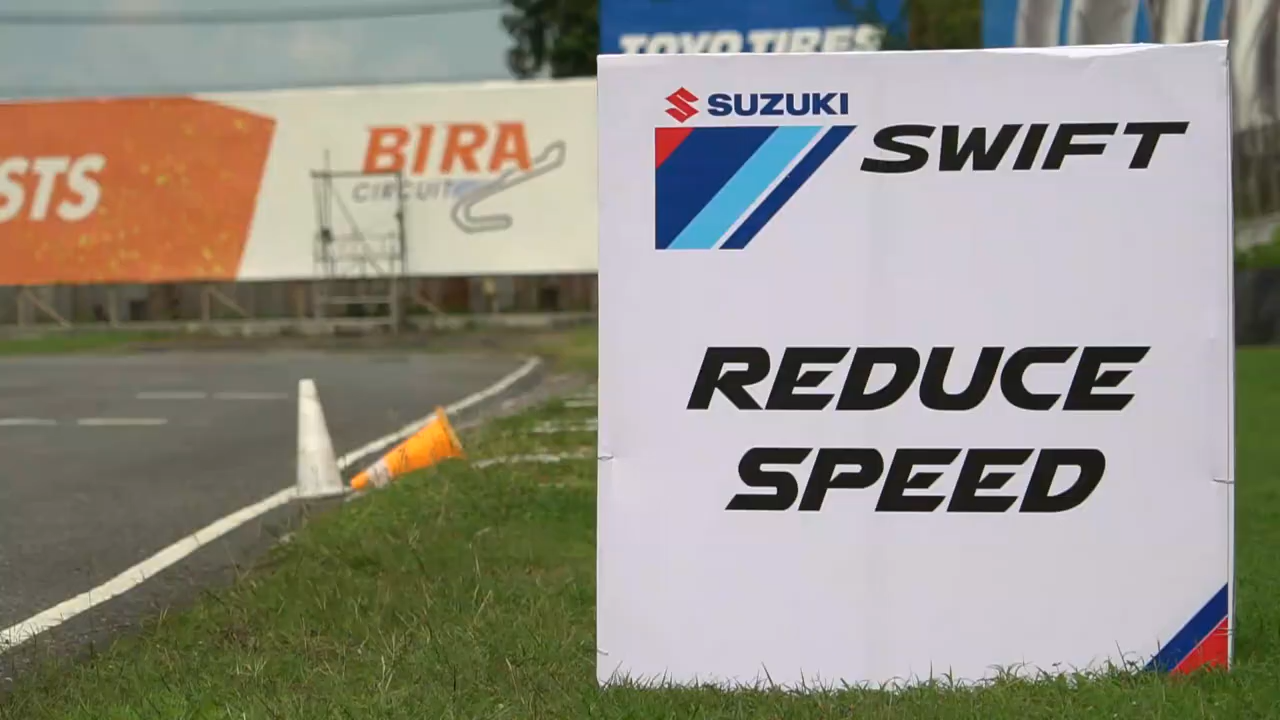 TOYO TIRES
SUZUKI
SWIFT
BIRA
CIRCUIT
STS
REDUCE
SPEED